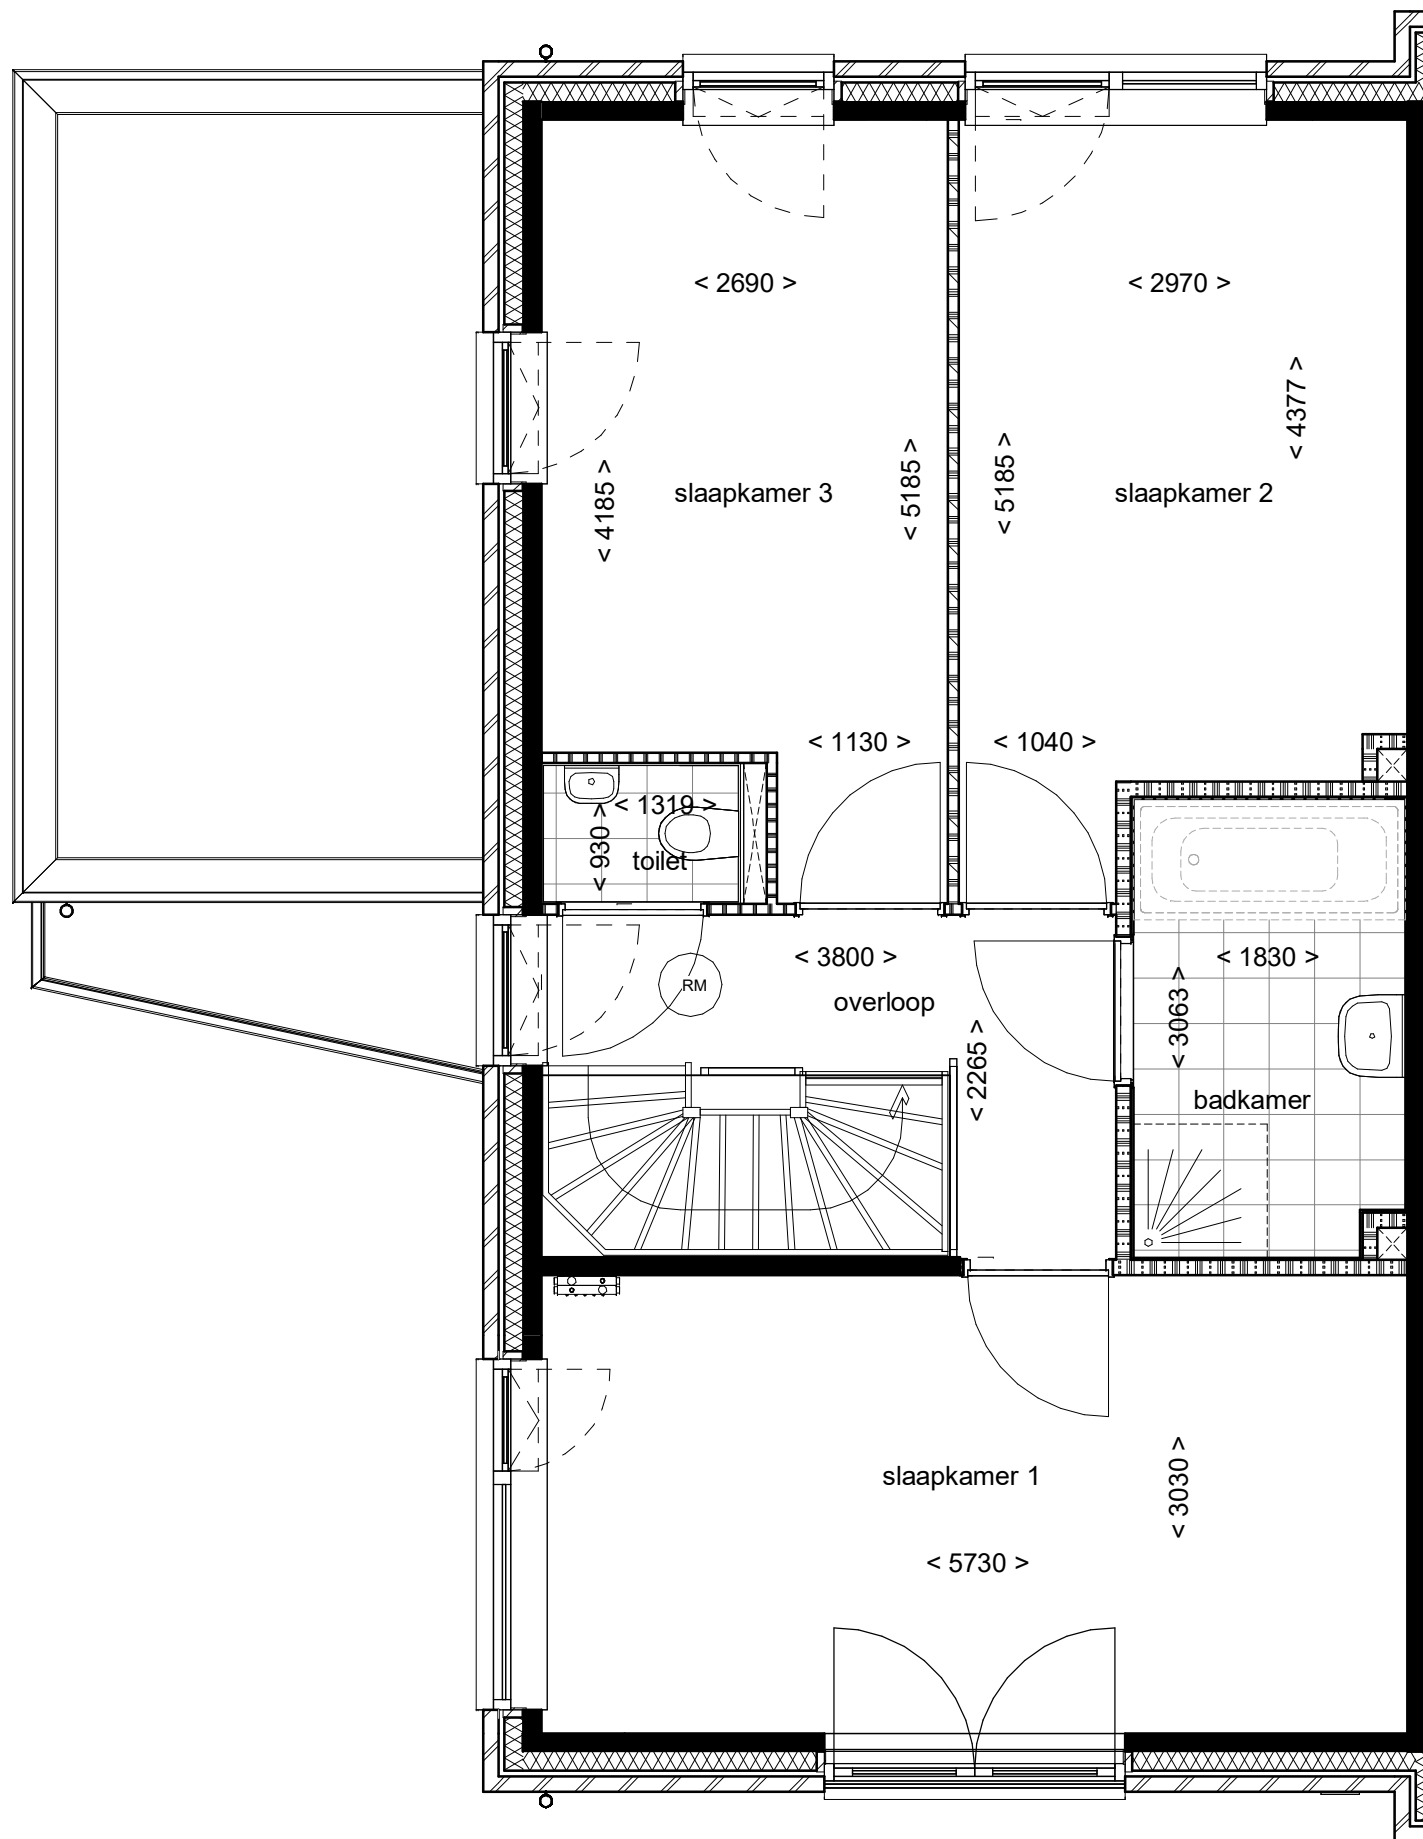 < 2690 >
< 2970 >
< 4377 >
< 4185 >
slaapkamer 3
< 5185 >
< 5185 >
slaapkamer 2
< 1130 >
< 1040 >
< 1319 >
< 930 >
toilet
< 3800 >
< 1830 >
RM
overloop
< 3063 >
< 2265 >
badkamer
slaapkamer 1
< 3030 >
< 5730 >